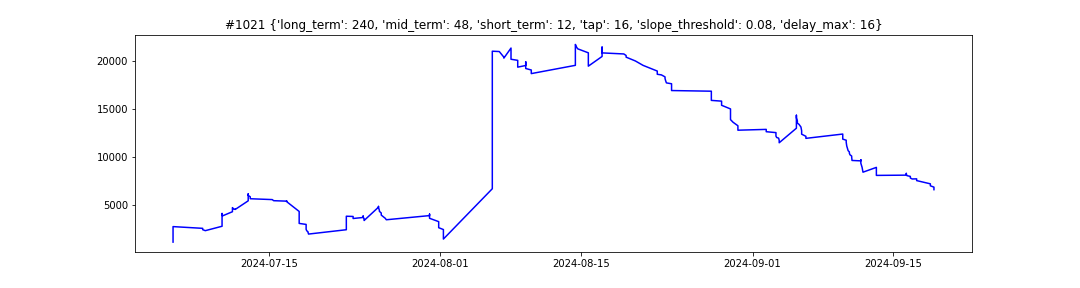 #1021 {'long_term': 240, 'mid_term': 48, 'short_term': 12, 'tap': 16, 'slope_threshold': 0.08, 'delay_max': 16}
20000
15000
10000
5000
2024-07-15 2024-08-01 2024-08-15 2024-09-01 2024-09-15